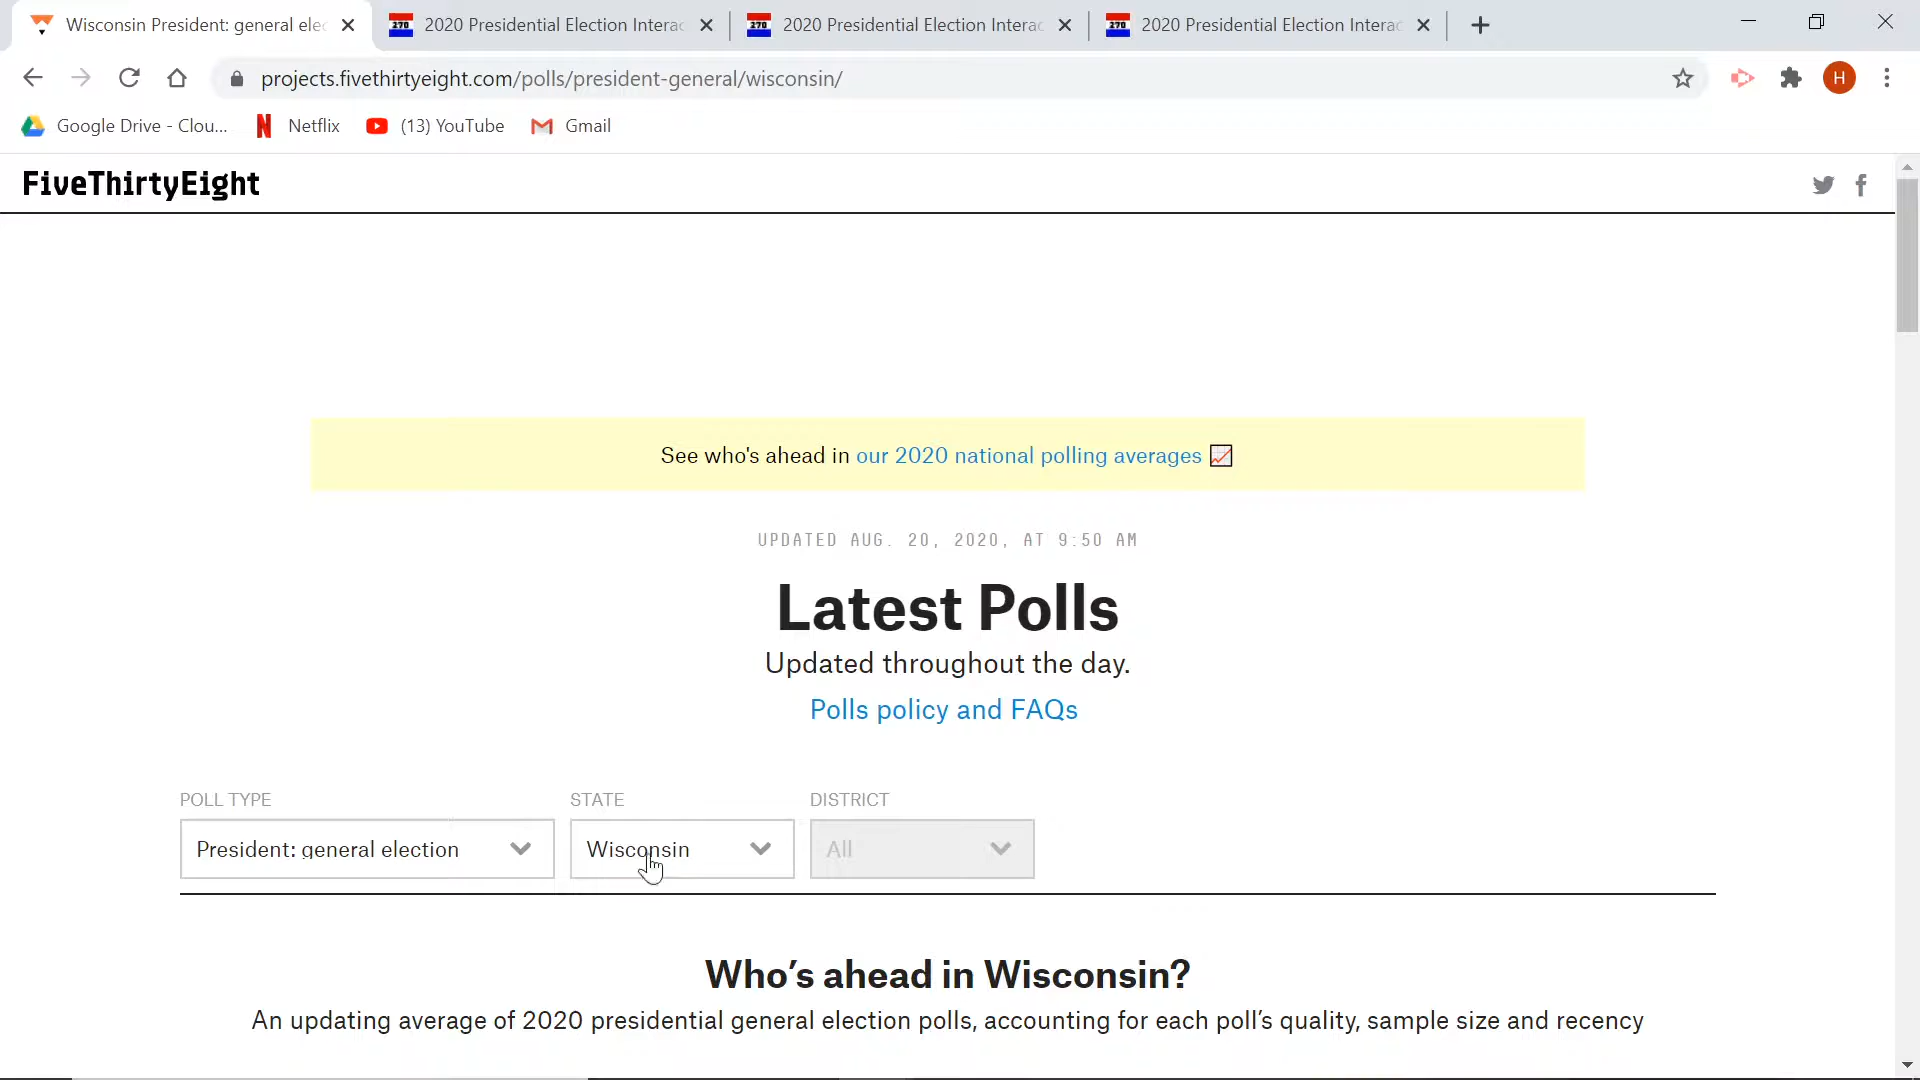 Wisconsin President: general elec
2020 Presidential Election Interac
2020 Presidential Election Interac
2020 Presidential Election Interac
projects.fivethirtyeight.com/polls/president-general/wisconsin/
H
Google Drive - Clou...
Netflix
(13) YouTube
Gmail
FiveThirtyEight
See who's ahead in our 2020 national polling averages
UPDATED AUG. 20, 2020, AT 9:50 AM
Latest Polls
Updated throughout the day.
Polls policy and FAQs
POLL TYPE
STATE
DISTRICT
President: general election
Wisconsin
All
Who's ahead in Wisconsin?
An updating average of 2020 presidential general election polls, accounting for each poll's quality, sample size and recency